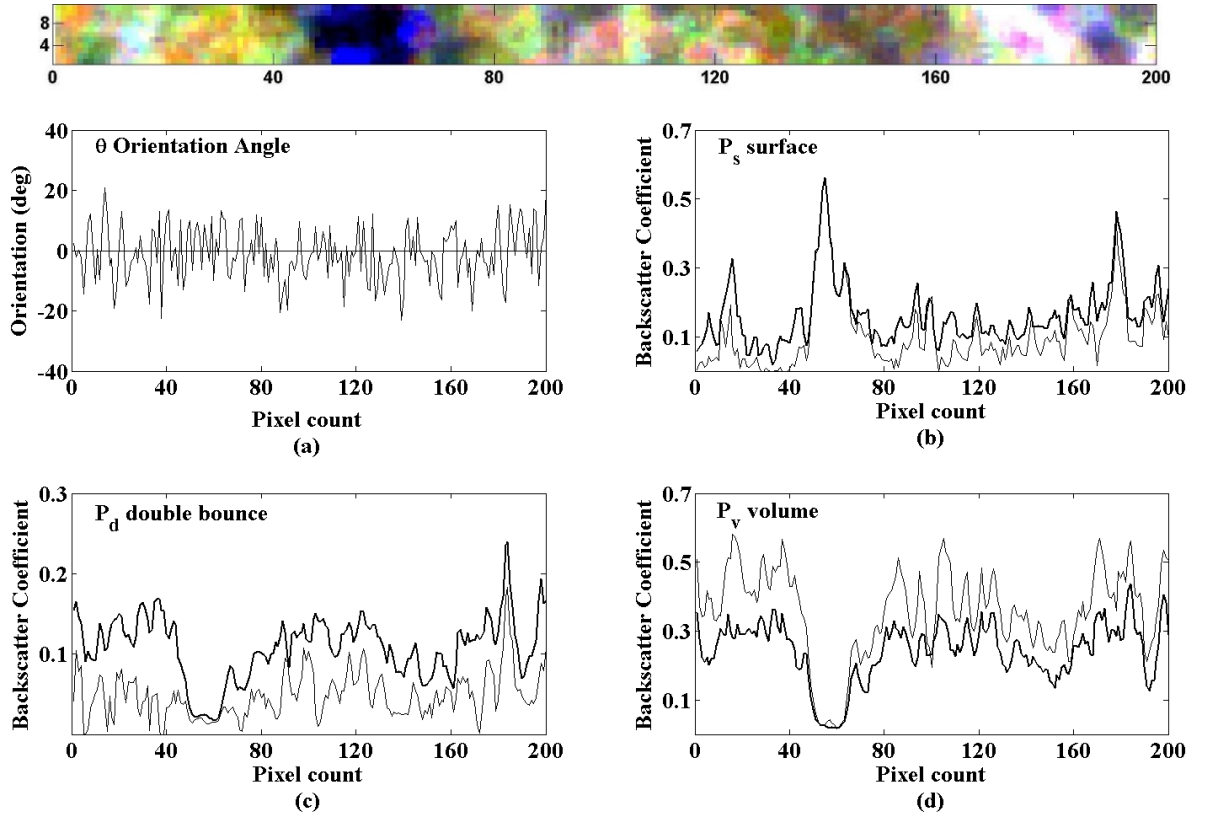 8
4
0 40 80 120 160 200
40
20
0
-20
-40
θ Orientation Angle
Orientation (deg)
0 40 80 120 160 200
Pixel count
(a)
0.7
0.5
0.3
0.1
Ps surface
Backscatter Coefficient
0 40 80 120 160 200
Pixel count
(b)
0.3
0.2
0.1
Pd double bounce
Backscatter Coefficient
0 40 80 120 160 200
Pixel count
(c)
0.7
0.5
0.3
0.1
Pv volume
Backscatter Coefficient
0 40 80 120 160 200
Pixel count
(d)